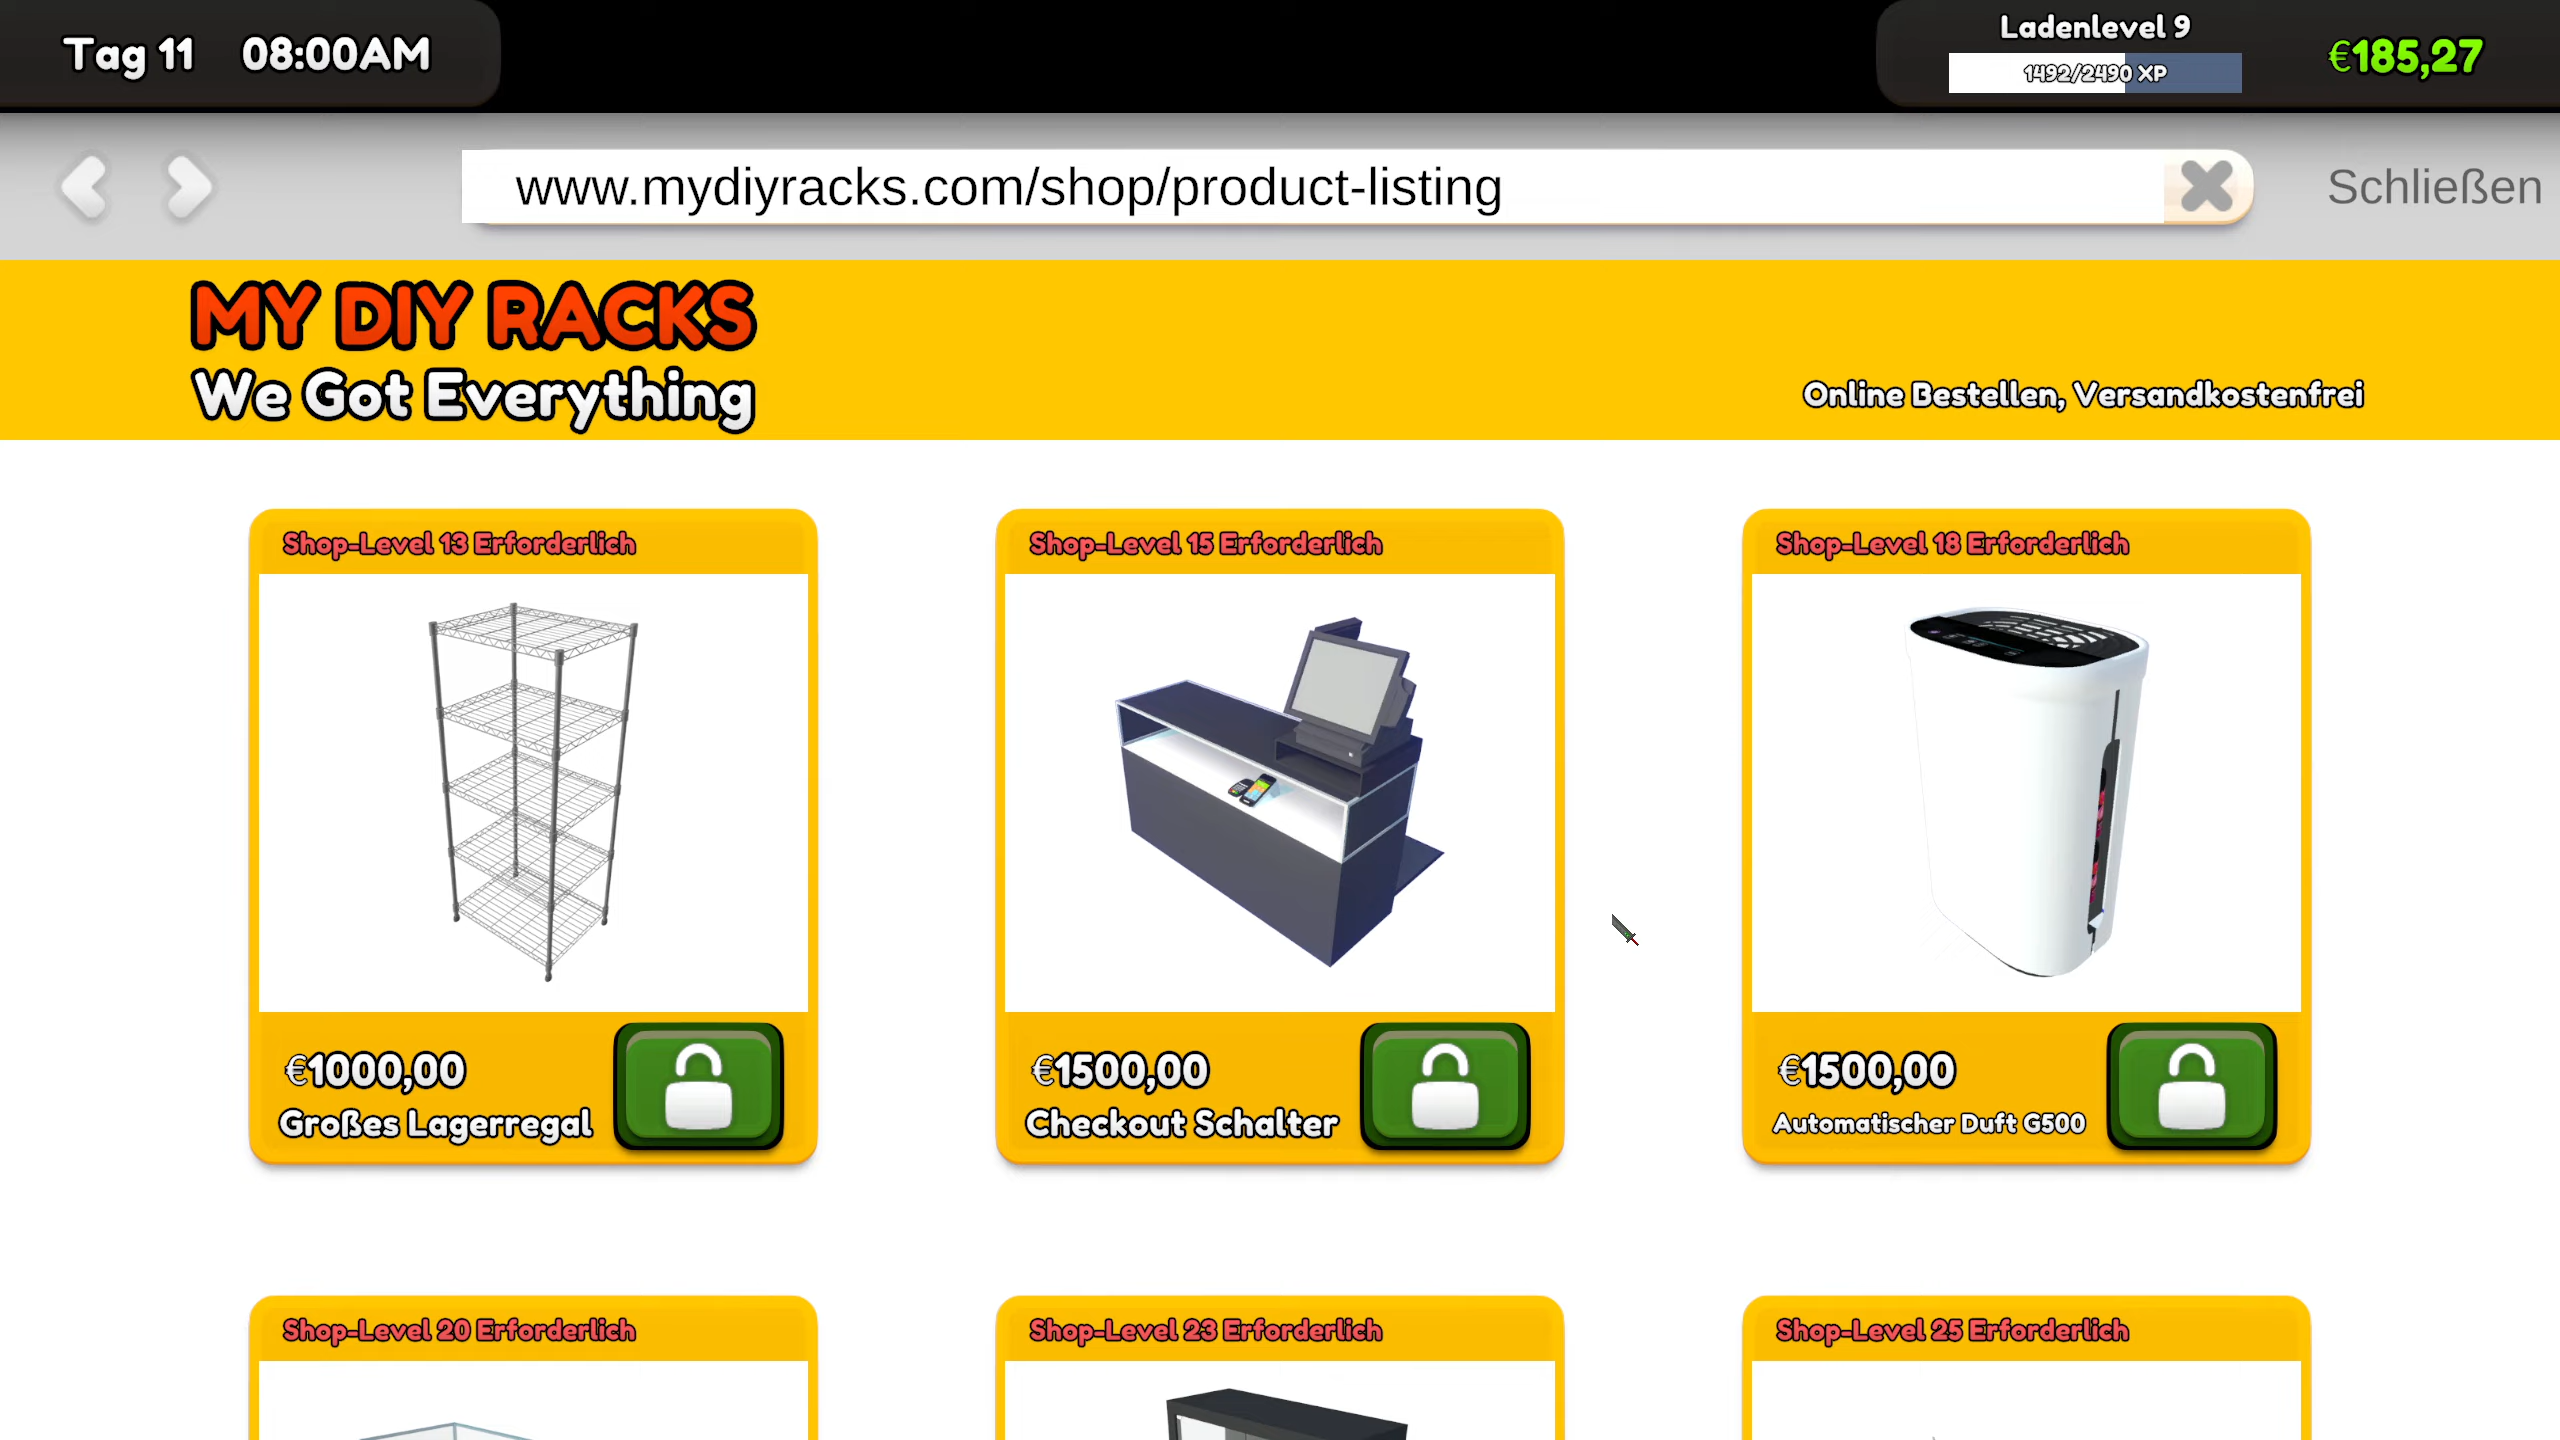 Tag 11 08:00AM
Ladenlevel 9
1492/2490 XP
€185,27
www.mydiyracks.com/shop/product-listing
Schließen
MY DIY RACKS
We Got Everything
Online Bestellen, Versandkostenfrei
Shop-Level 13 Erforderlich
€1000,00
Großes Lagerregal
Shop-Level 15 Erforderlich
€1500,00
Checkout Schalter
Shop-Level 18 Erforderlich
€1500,00
Automatischer Duft G500
Shop-Level 20 Erforderlich
Shop-Level 23 Erforderlich
Shop-Level 25 Erforderlich